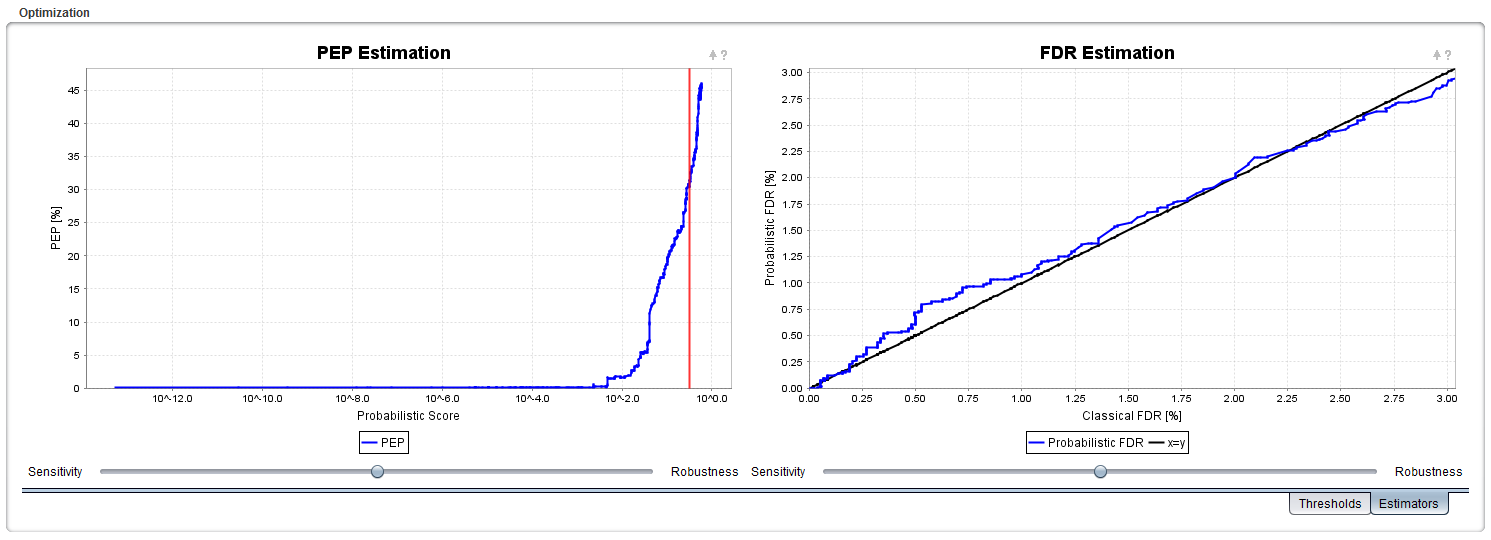 Optimization
PEP Estimation
?
45
40
35
30
25
20
15
10
5
0
PEP [%]
10^-12.0 10^-10.0 10^-8.0 10^-6.0 10^-4.0 10^-2.0 10^0.0
Probabilistic Score
PEP
Sensitivity Robustness
FDR Estimation
?
3.00
2.75
2.50
2.25
2.00
1.75
1.50
1.25
1.00
0.75
0.50
0.25
0.00
Probabilistic FDR [%]
0.00 0.25 0.50 0.75 1.00 1.25 1.50 1.75 2.00 2.25 2.50 2.75 3.00
Classical FDR [%]
Probabilistic FDR x=y
Sensitivity Robustness
Thresholds Estimators